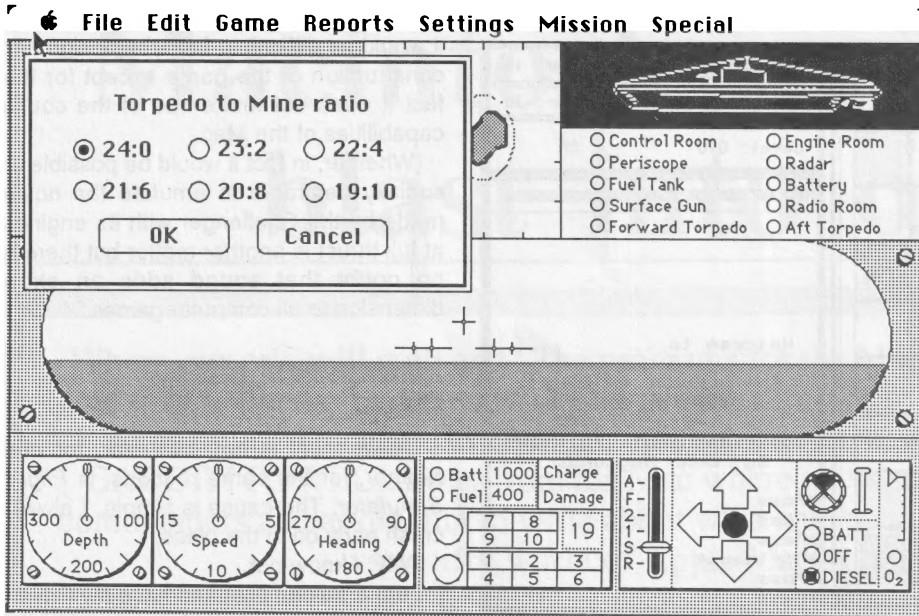 File Edit Game Reports Settings Mission Special
Torpedo to Mine ratio
24:0 23:2 22:4
21:6 20:8 19:10
OK Cancel
Control Room Engine Room
Periscope Radar
Fuel Tank Battery
Surface Gun Radio Room
Forward Torpedo Aft Torpedo
0 300 100 Depth 200
0 15 5 Speed 10
0 270 90 Heading 180
Batt 1000 Charge
Fuel 400 Damage
8 19
10
2 3
4 5 6
A-
F-
2-
1-
S-
R-
BATT
OFF
DIESEL O2